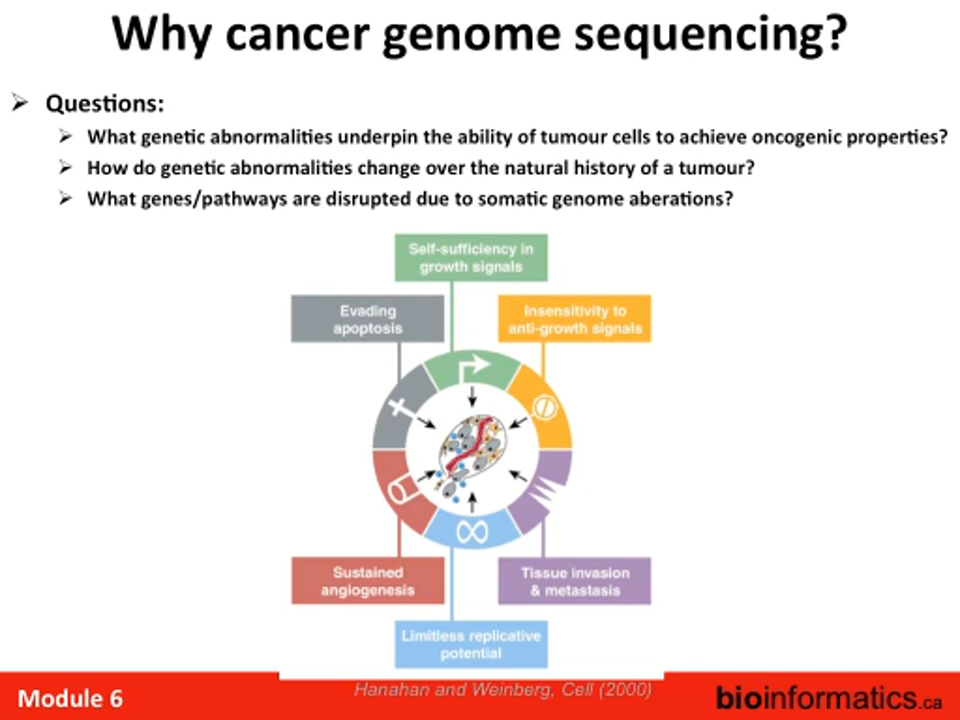 Why cancer genome sequencing?
Questions:
What genetic abnormalities underpin the ability of tumour cells to achieve oncogenic properties?
How do genetic abnormalities change over the natural history of a tumour?
What genes/pathways are disrupted due to somatic genome aberations?
Self-sufficiency in
growth signals
Evading
apoptosis
Insensitivity to
anti-growth signals
Sustained
angiogenesis
Tissue invasion
& metastasis
Limitless replicative
potential
Hanahan and Weinberg, Cell (2000)
Module 6
bioinformatics.ca